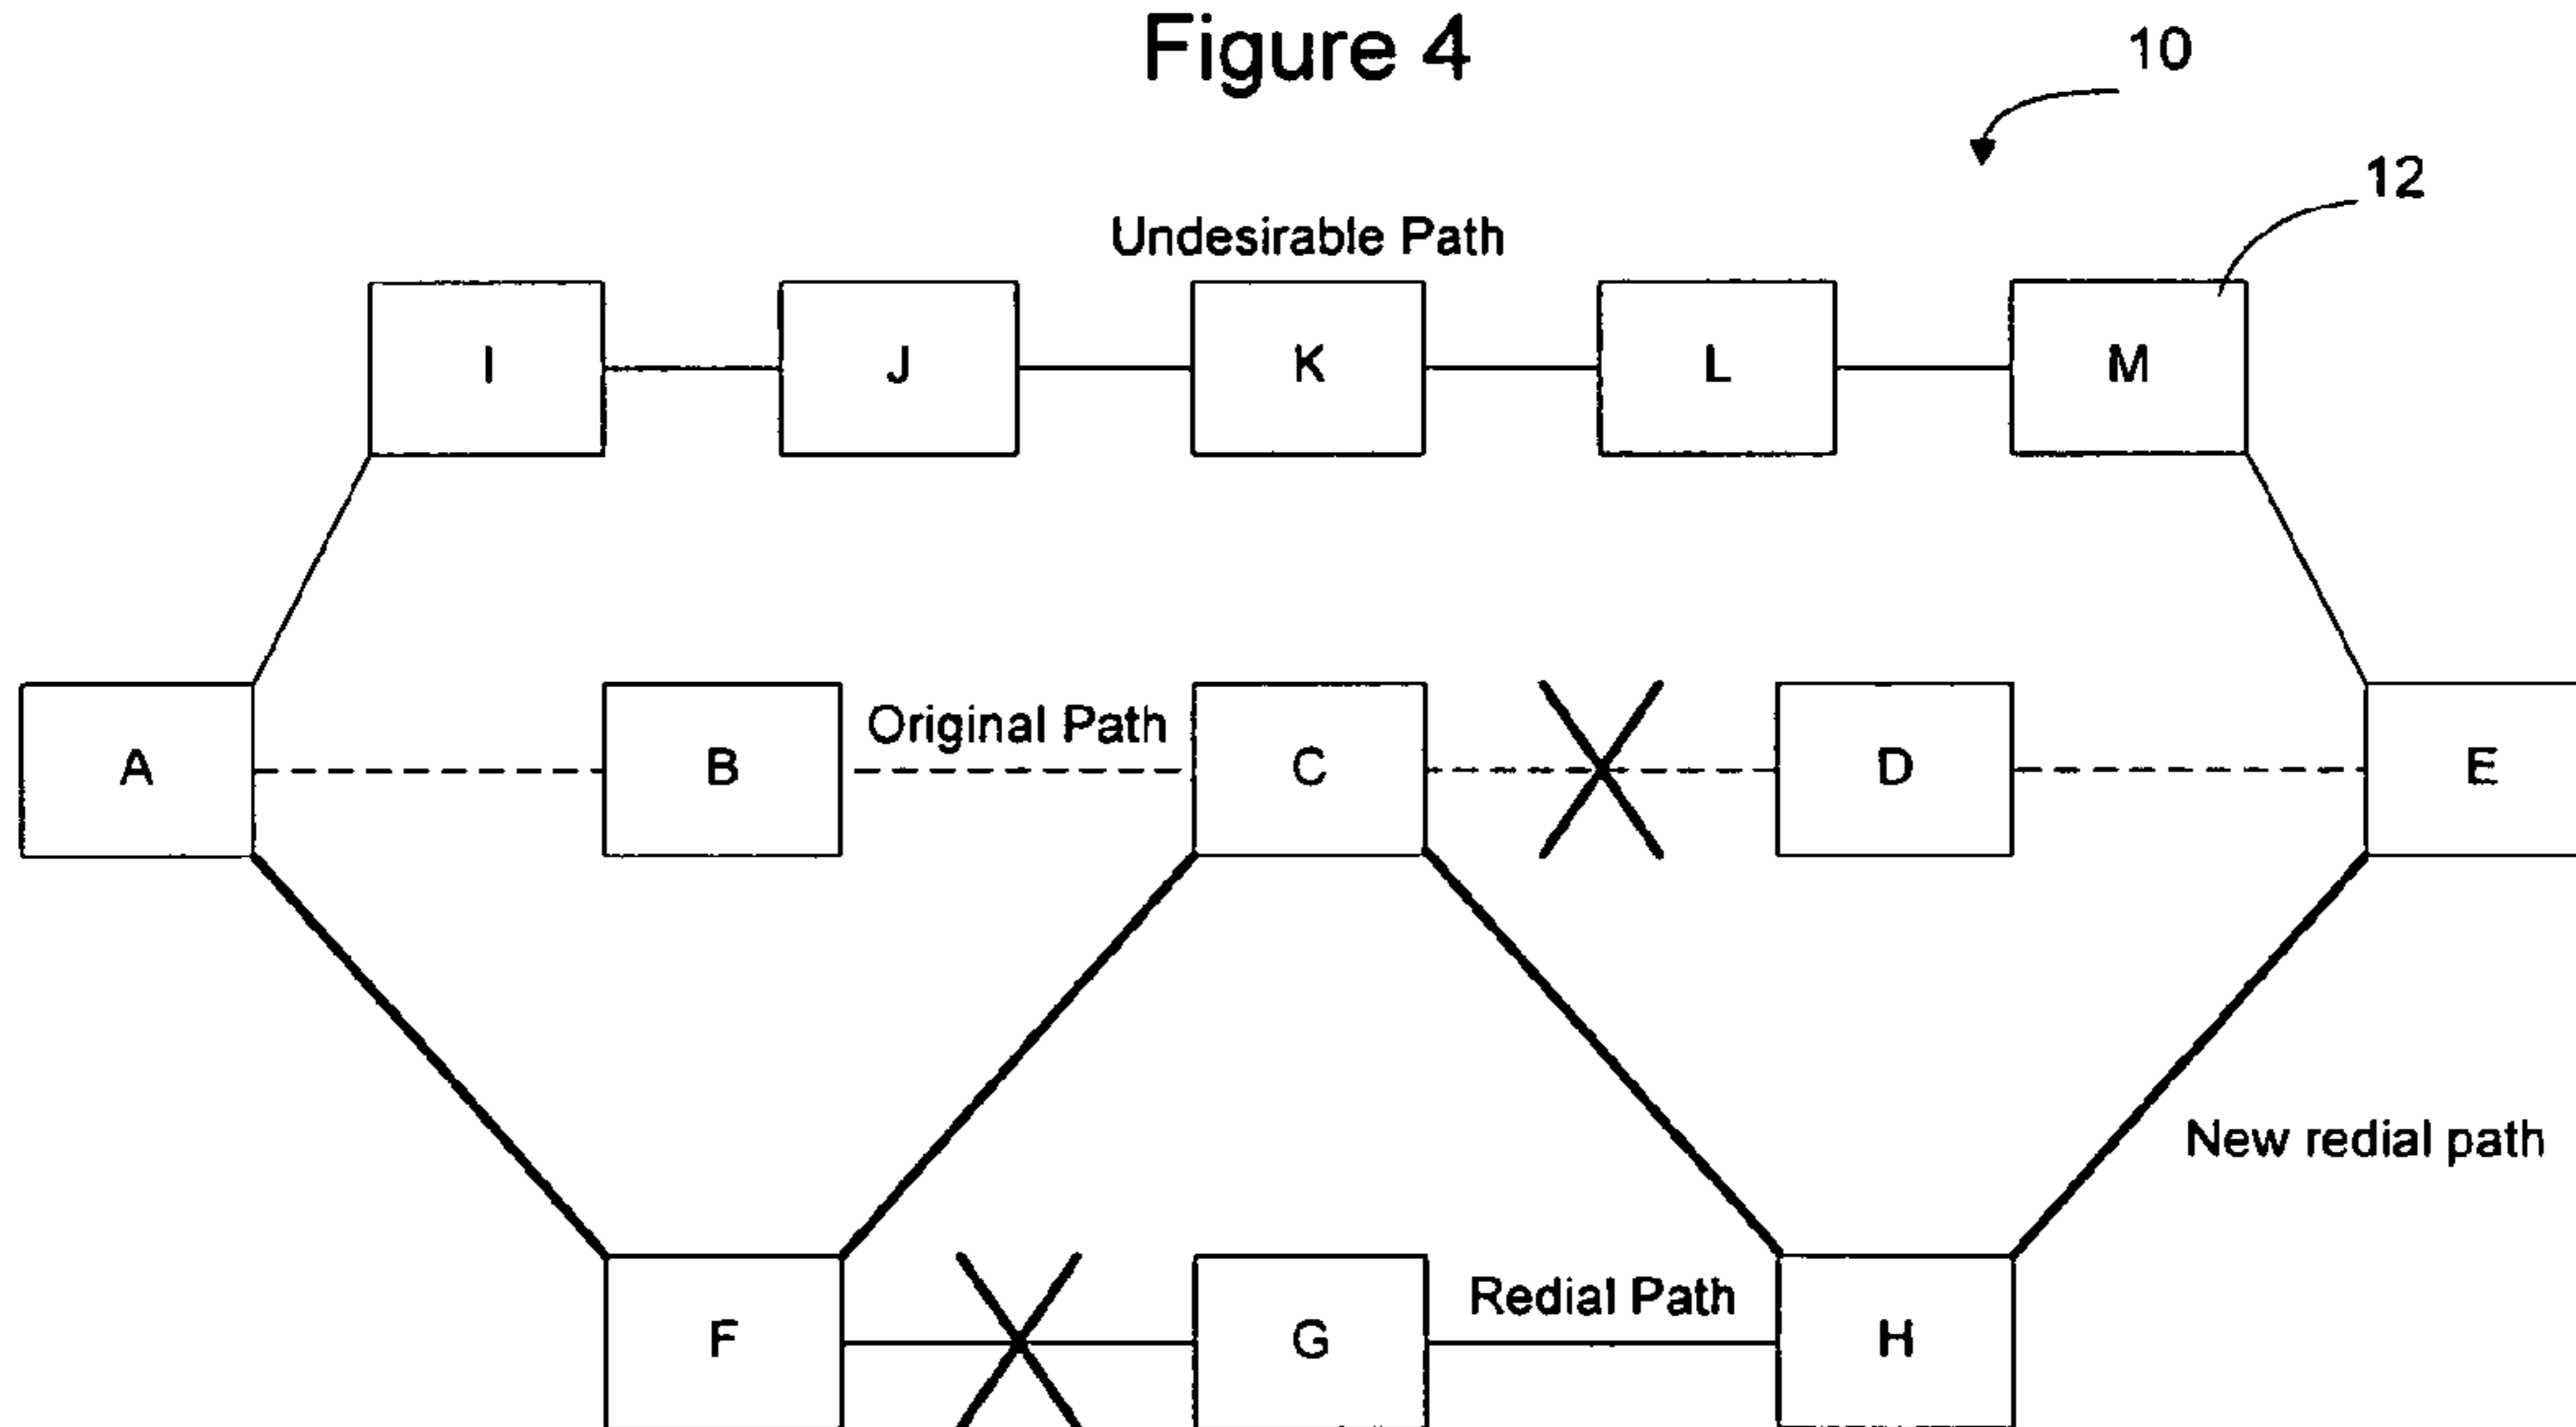 Figure 4
10
12
Undesirable Path
I
J
K
L
M
A
B
Original Path
C
D
E
New redial path
F
G
Redial Path
H